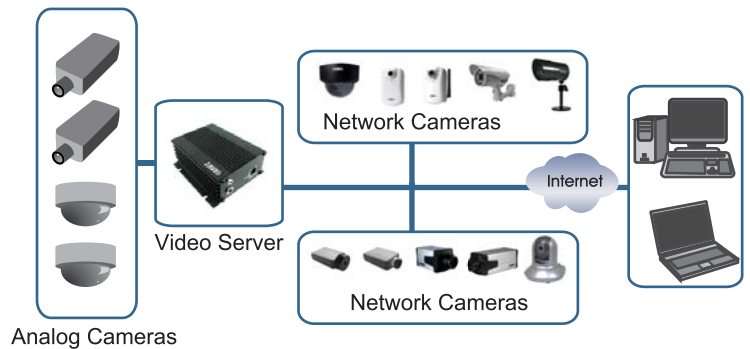 Analog Cameras
Video Server
Network Cameras
Network Cameras
Internet